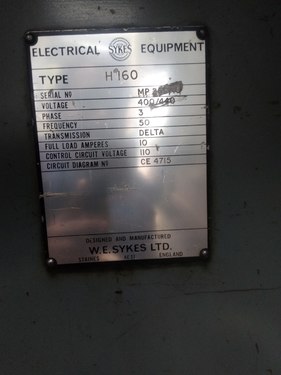 ELECTRICAL SYKES EQUIPMENT
TYPE H160
SERIAL NO MP
VOLTAGE 400/440
PHASE 3
FREQUENCY 50
TRANSMISSION DELTA
FULL LOAD AMPERES 10
CONTROL CIRCUIT VOLTAGE 110
CIRCUIT DIAGRAM NO CE 4715
DESIGNED AND MANUFACTURED
W.E. SYKES LTD.
STAINES ENGLAND